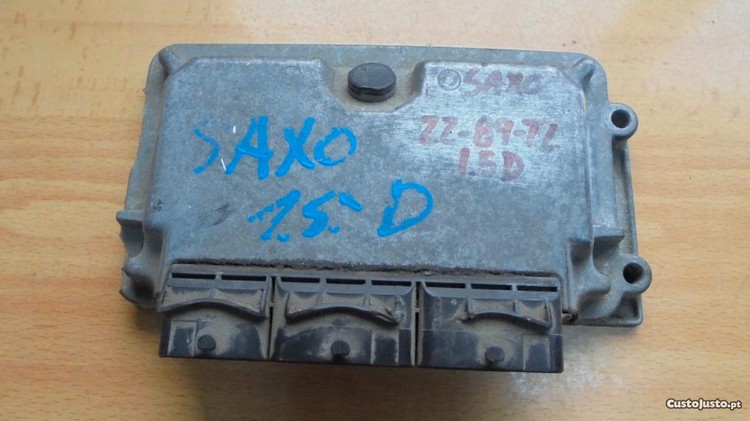 SAXO
1.5 D
SAXO
22-89-TL
1.5D
CustoJusto.pt